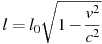 l = l₀√(1 − v²/c²)